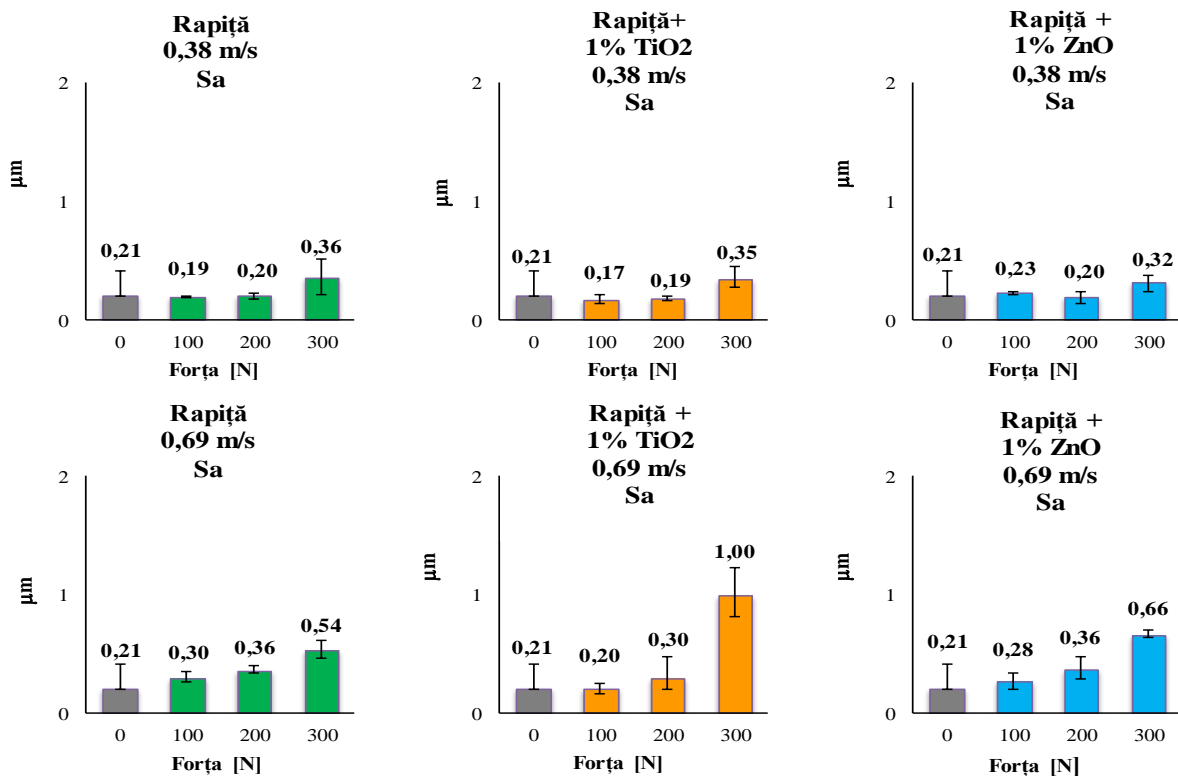 Rapiță
0,38 m/s
Sa
2
1
0
μm
0,21
0,19
0,20
0,36
0 100 200 300
Forța [N]
Rapiță+
1% TiO2
0,38 m/s
Sa
2
1
0
μm
0,21
0,17
0,19
0,35
0 100 200 300
Forța [N]
Rapiță +
1% ZnO
0,38 m/s
Sa
2
1
0
μm
0,21
0,23
0,20
0,32
0 100 200 300
Forța [N]
Rapiță
0,69 m/s
Sa
2
1
0
μm
0,21
0,30
0,36
0,54
0 100 200 300
Forța [N]
Rapiță +
1% TiO2
0,69 m/s
Sa
2
1
0
μm
0,21
0,20
0,30
1,00
0 100 200 300
Forța [N]
Rapiță +
1% ZnO
0,69 m/s
Sa
2
1
0
μm
0,21
0,28
0,36
0,66
0 100 200 300
Forța [N]